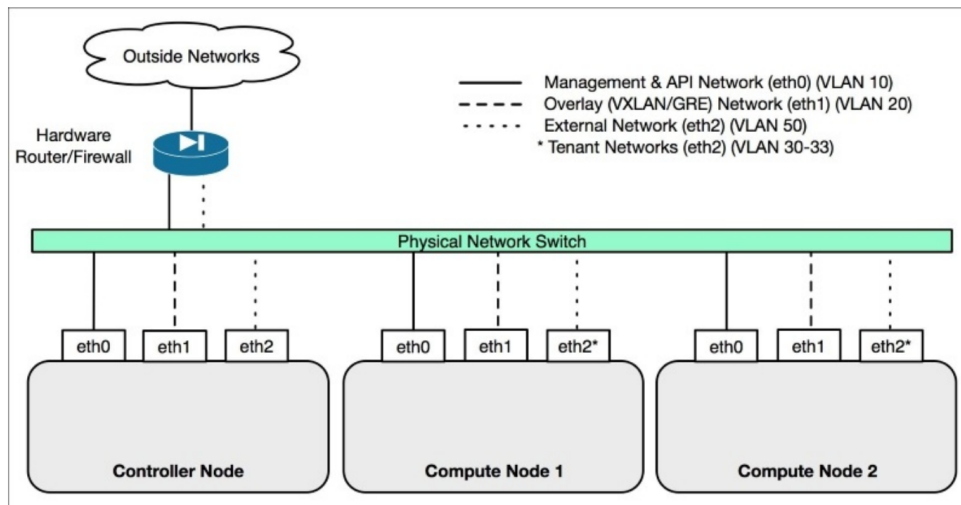 Outside Networks
Management & API Network (eth0) (VLAN 10)
Overlay (VXLAN/GRE) Network (eth1) (VLAN 20)
External Network (eth2) (VLAN 50)
* Tenant Networks (eth2) (VLAN 30-33)
Hardware
Router/Firewall
Physical Network Switch
eth0 eth1 eth2 eth0 eth1 eth2* eth0 eth1 eth2*
Controller Node Compute Node 1 Compute Node 2